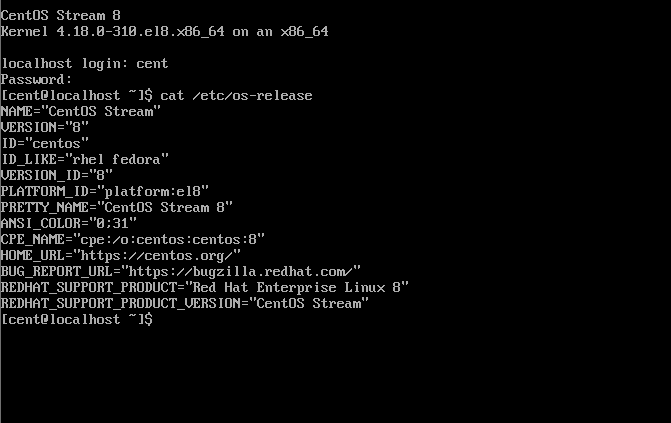 CentOS Stream 8
Kernel 4.18.0-310.el8.x86_64 on an x86_64
localhost login: cent
Password:
[cent@localhost ~]$ cat /etc/os-release
NAME="CentOS Stream"
VERSION="8"
ID="centos"
ID_LIKE="rhel fedora"
VERSION_ID="8"
PLATFORM_ID="platform:el8"
PRETTY_NAME="CentOS Stream 8"
ANSI_COLOR="0;31"
CPE_NAME="cpe:/o:centos:centos:8"
HOME_URL="https://centos.org/"
BUG_REPORT_URL="https://bugzilla.redhat.com/"
REDHAT_SUPPORT_PRODUCT="Red Hat Enterprise Linux 8"
REDHAT_SUPPORT_PRODUCT_VERSION="CentOS Stream"
[cent@localhost ~]$